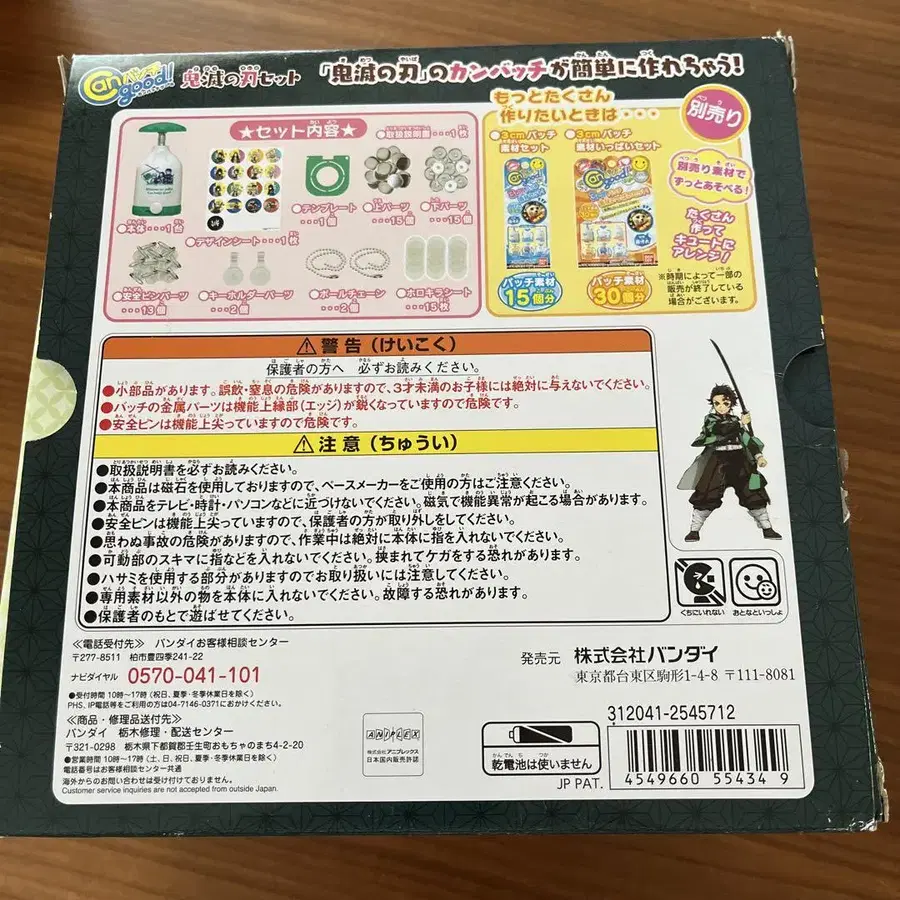 Canバッチgood!
鬼滅の刃セット
「鬼滅の刃」のカンバッチが簡単に作れちゃう!
★セット内容★
●取扱説明書…1枚
●本体…1台
●デザインシート…1枚
●テンプレート…1個
●上パーツ…15個
●下パーツ…15個
●安全ピンパーツ…13個
●キーホルダーパーツ…2個
●ボールチェーン…2個
●ホロキラシート…15枚
もっとたくさん
作りたいときは・・・
別売り
●3cmバッチ
素材セット
●3cmバッチ
素材いっぱいセット
バッチ素材
15個分
バッチ素材
30個分
別売り素材で
ずっとあそべる!
たくさん
作って
キュートに
アレンジ!
※時期によって一部の
販売が終了している
場合がございます。
⚠警告(けいこく)
保護者の方へ 必ずお読みください。
●小部品があります。誤飲・窒息の危険がありますので、3才未満のお子様には絶対に与えないでください。
●バッチの金属パーツは機能上縁部(エッジ)が鋭くなっていますので危険です。
●安全ピンは機能上尖っていますので危険です。
⚠注意(ちゅうい)
●取扱説明書を必ずお読みください。
●本商品は磁石を使用しておりますので、ペースメーカーをご使用の方はご注意ください。
●本商品をテレビ・時計・パソコンなどに近づけないでください。磁気で機能異常が起こる場合があります。
●安全ピンは機能上尖っていますので、保護者の方が取り外しをしてください。
●思わぬ事故の危険がありますので、作業中は絶対に本体に指を入れないでください。
●可動部のスキマに指などを入れないでください。挟まれてケガをする恐れがあります。
●ハサミを使用する部分がありますのでお取り扱いには注意してください。
●専用素材以外の物を本体に入れないでください。故障する恐れがあります。
●保護者のもとで遊ばせてください。
くちにいれない
おとなといっしょ
≪電話受付先≫ バンダイお客様相談センター
〒277-8511 柏市豊四季241-22
ナビダイヤル 0570-041-101
●受付時間 10時~17時(祝日、夏季・冬季休業日を除く)
PHS、IP電話等をご利用の方は04-7146-0371におかけください。
≪商品・修理品送付先≫
バンダイ 栃木修理・配送センター
〒321-0298 栃木県下都賀郡壬生町おもちゃのまち4-2-20
●営業時間 10時~17時(土、日、祝日、夏季・冬季休業日を除く)
電話番号はお客様相談センター共通
海外からのお問い合わせは受け付けておりません。
Customer service inquiries are not accepted from outside Japan.
発売元 株式会社バンダイ
東京都台東区駒形1-4-8 〒111-8081
ANIPLEX
株式会社アニプレックス
日本国内販売許諾
乾電池は使いません
JP PAT.
312041-2545712
4549660 554349